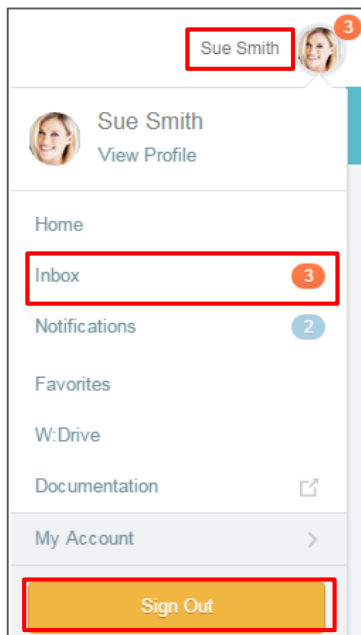 3
Sue Smith
Sue Smith
View Profile
Home
Inbox 3
Notifications 2
Favorites
W:Drive
Documentation
My Account
Sign Out